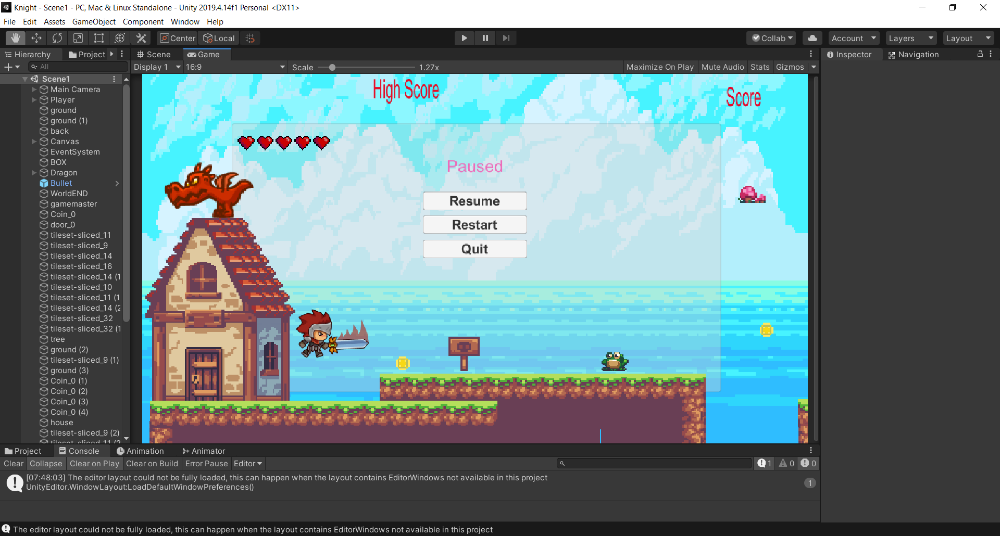 Knight - Scene1 - PC, Mac & Linux Standalone - Unity 2019.4.14f1 Personal <DX11>
File Edit Assets GameObject Component Window Help
Center Local Collab Account Layers Layout
Hierarchy Project Scene Game Inspector Navigation
All Display 1 16:9 Scale 1.27x Maximize On Play Mute Audio Stats Gizmos
Scene1
Main Camera
Player
ground
ground (1)
back
Canvas
EventSystem
BOX
Dragon
Bullet
WorldEND
gamemaster
Coin_0
door_0
tileset-sliced_11
tileset-sliced_9
tileset-sliced_14
tileset-sliced_16
tileset-sliced_14 (1
tileset-sliced_10
tileset-sliced_11 (1
tileset-sliced_14 (2
tileset-sliced_32
tileset-sliced_32 (1
tree
ground (2)
tileset-sliced_9 (1)
ground (3)
Coin_0 (1)
Coin_0 (2)
Coin_0 (3)
Coin_0 (4)
house
tileset-sliced_9 (2)
High Score
Score
Paused
Resume
Restart
Quit
Project Console Animation Animator
Clear Collapse Clear on Play Clear on Build Error Pause Editor 1 0 0
[07:48:03] The editor layout could not be fully loaded, this can happen when the layout contains EditorWindows not available in this project
UnityEditor.WindowLayout:LoadDefaultWindowPreferences()
1
The editor layout could not be fully loaded, this can happen when the layout contains EditorWindows not available in this project